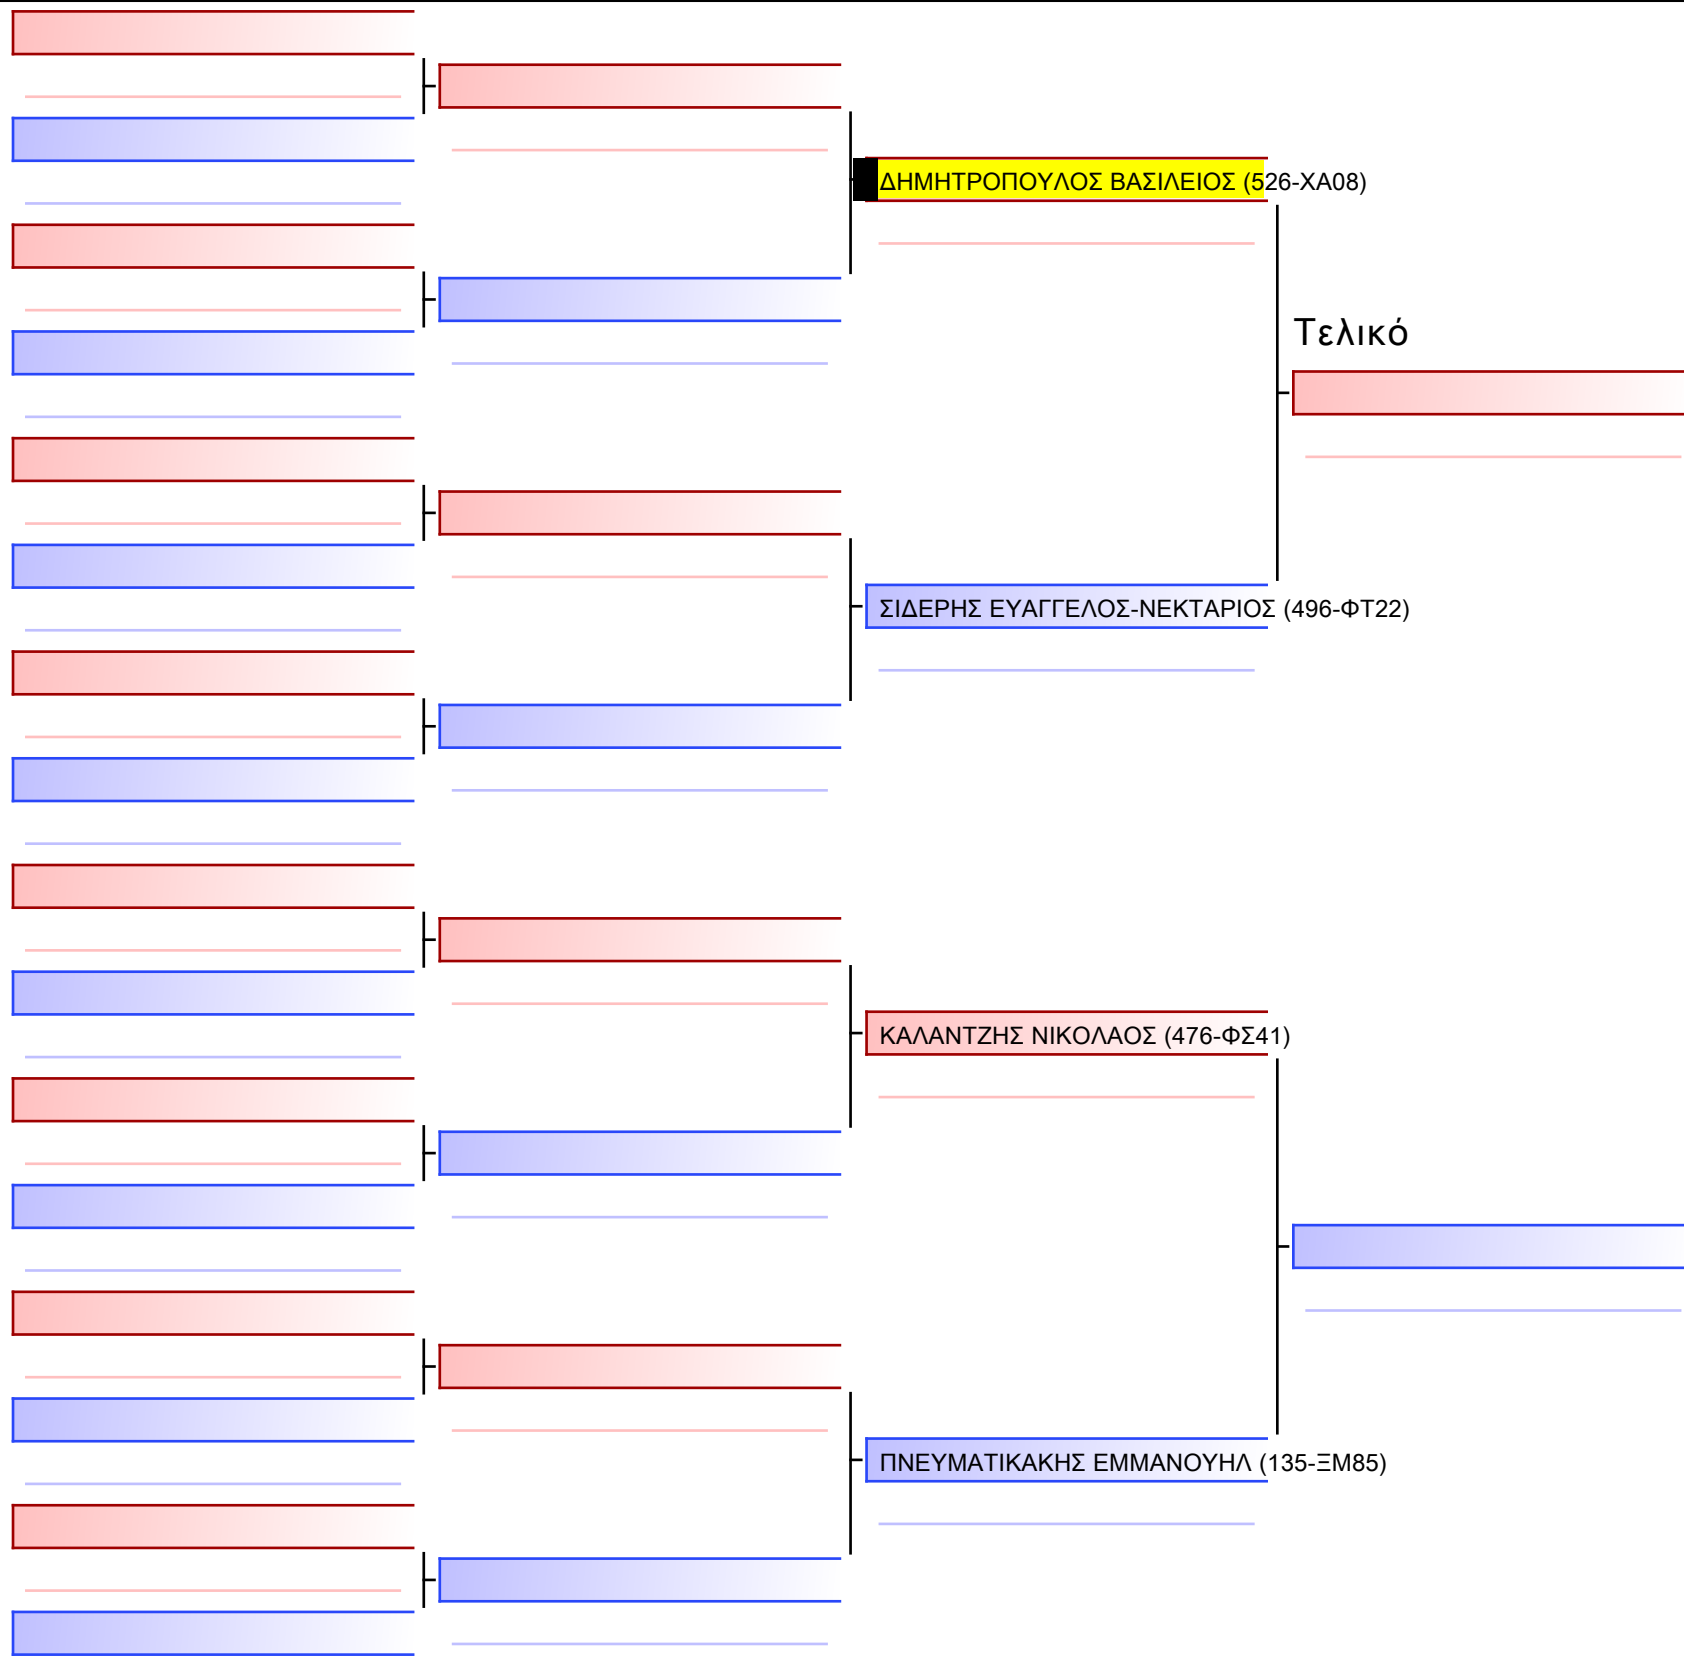 ΔΗΜΗΤΡΟΠΟΥΛΟΣ ΒΑΣΙΛΕΙΟΣ (526-ΧΑ08)
Τελικό
ΣΙΔΕΡΗΣ ΕΥΑΓΓΕΛΟΣ-ΝΕΚΤΑΡΙΟΣ (496-ΦΤ22)
ΚΑΛΑΝΤΖΗΣ ΝΙΚΟΛΑΟΣ (476-ΦΣ41)
ΠΝΕΥΜΑΤΙΚΑΚΗΣ ΕΜΜΑΝΟΥΗΛ (135-ΞΜ85)